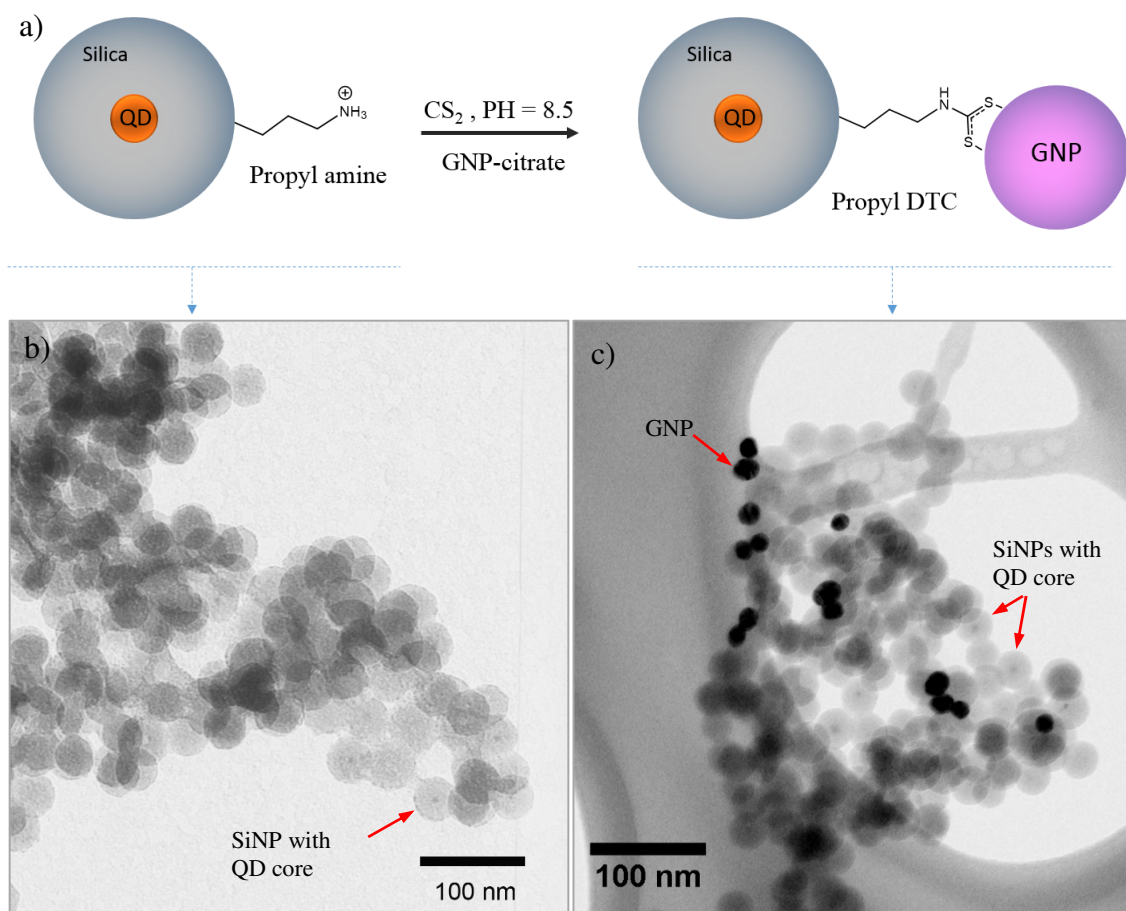 a)
Silica
QD
⊕
NH3
Propyl amine
CS2 , PH = 8.5
GNP-citrate
Silica
QD
H
N
S
S
GNP
Propyl DTC
b)
SiNP with
QD core
100 nm
c)
GNP
SiNPs with
QD core
100 nm